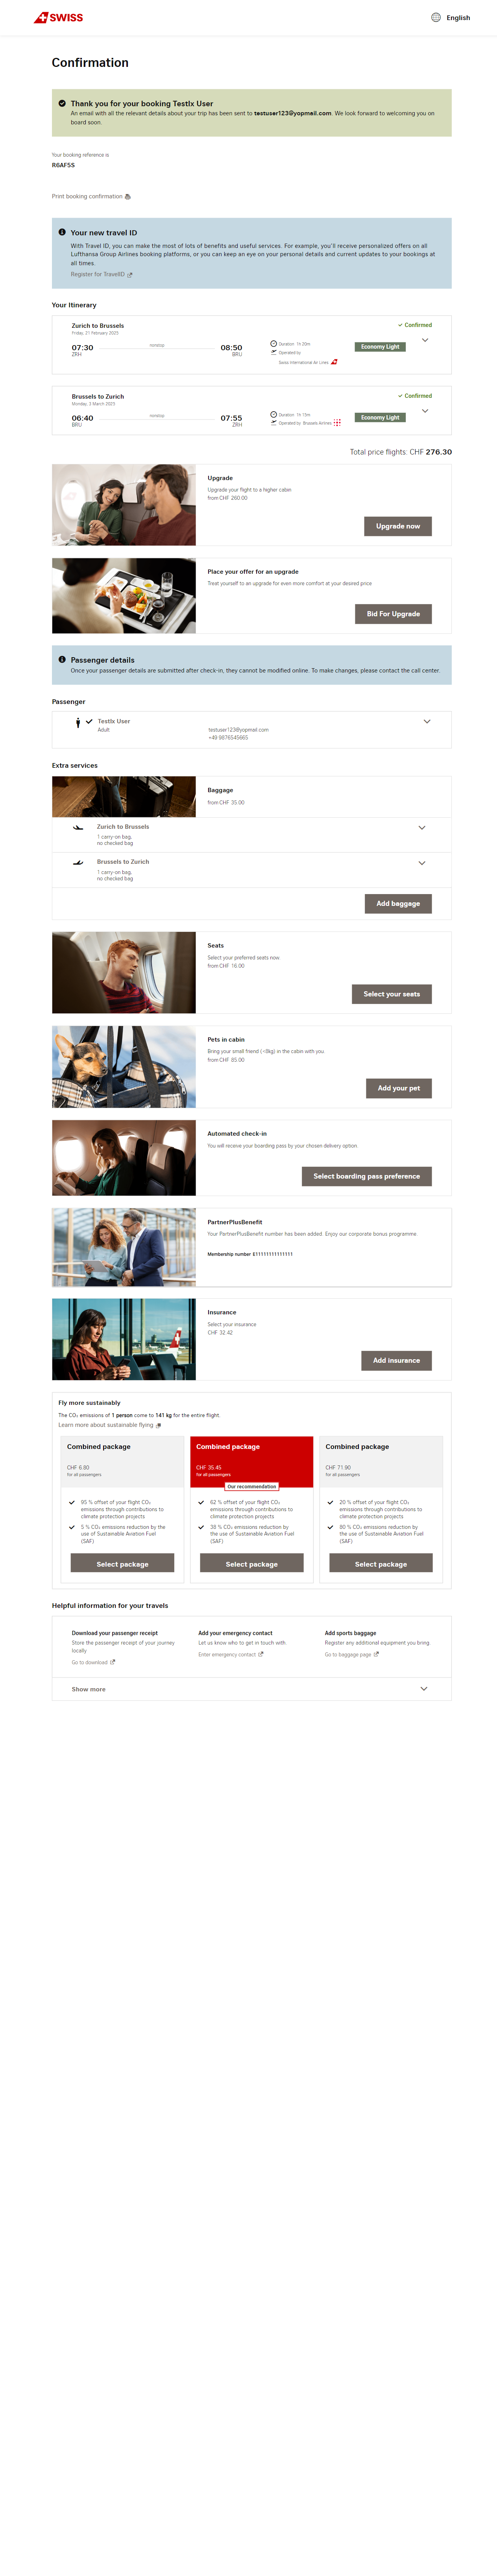 SWISS
English
Confirmation
Thank you for your booking Testlx User
An email with all the relevant details about your trip has been sent to testuser123@yopmail.com. We look forward to welcoming you on
board soon.
Your booking reference is
R6AF5S
Print booking confirmation
Your new travel ID
With Travel ID, you can make the most of lots of benefits and useful services. For example, you'll receive personalized offers on all
Lufthansa Group Airlines booking platforms, or you can keep an eye on your personal details and current updates to your bookings at
all times.
Register for TravelID
Your Itinerary
Zurich to Brussels
Confirmed
Friday, 21 February 2025
07:30
nonstop
08:50
ZRH
BRU
Duration 1h 20m
Operated by
Swiss International Air Lines
Economy Light
Brussels to Zurich
Confirmed
Monday, 3 March 2025
06:40
nonstop
07:55
BRU
ZRH
Duration 1h 15m
Operated by Brussels Airlines
Economy Light
Total price flights: CHF 276.30
Upgrade
Upgrade your flight to a higher cabin
from CHF 260.00
Upgrade now
Place your offer for an upgrade
Treat yourself to an upgrade for even more comfort at your desired price
Bid For Upgrade
Passenger details
Once your passenger details are submitted after check-in, they cannot be modified online. To make changes, please contact the call center.
Passenger
Testlx User
Adult
testuser123@yopmail.com
+49 9876545665
Extra services
Baggage
from CHF 35.00
Zurich to Brussels
1 carry-on bag,
no checked bag
Brussels to Zurich
1 carry-on bag,
no checked bag
Add baggage
Seats
Select your preferred seats now
from CHF 16.00
Select your seats
Pets in cabin
Bring your small friend (<8kg) in the cabin with you
from CHF 85.00
Add your pet
Automated check-in
You will receive your boarding pass by your chosen delivery option.
Select boarding pass preference
PartnerPlusBenefit
Your PartnerPlusBenefit number has been added. Enjoy our corporate bonus programme.
Membership number
Insurance
Select your insurance
CHF 32.42
Add insurance
Fly more sustainably
The CO₂ emissions of 1 person come to 141 kg for the entire flight.
Learn more about sustainable flying
Combined package
CHF 6.80
for all passengers
95 % offset of your flight CO₂
emissions through contributions to
climate protection projects
5 % CO₂ emissions reduction by the
use of Sustainable Aviation Fuel
(SAF)
Select package
Combined package
CHF 35.45
for all passengers
Our recommendation
62 % offset of your flight CO₂
emissions through contributions to
climate protection projects
38 % CO₂ emissions reduction by
the use of Sustainable Aviation Fuel
(SAF)
Select package
Combined package
CHF 71.90
for all passengers
20 % offset of your flight CO₂
emissions through contributions to
climate protection projects
80 % CO₂ emissions reduction by
the use of Sustainable Aviation Fuel
(SAF)
Select package
Helpful information for your travels
Download your passenger receipt
Store the passenger receipt of your journey
locally
Go to download
Add your emergency contact
Let us know who to get in touch with.
Enter emergency contact
Add sports baggage
Register any additional equipment you bring.
Go to baggage page
Show more